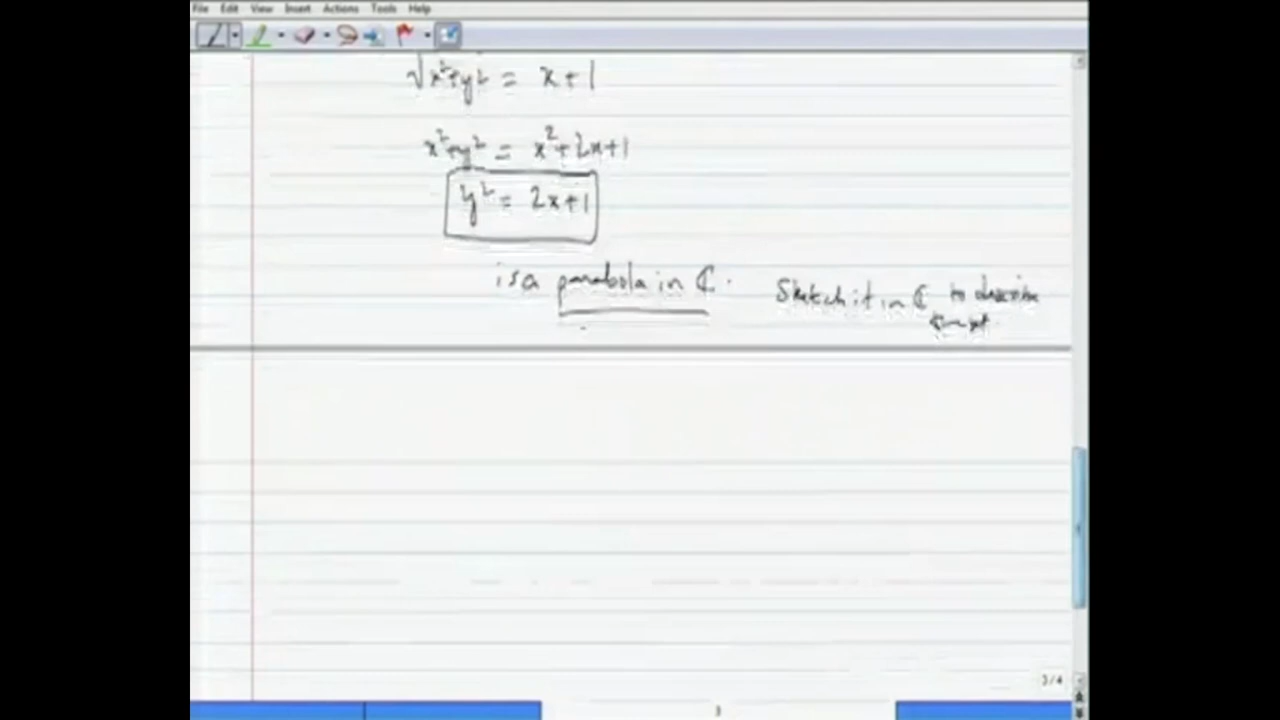 File Edit View Insert Actions Tools Help
√x²+y² = x+1
x²+y² = x²+2x+1
y² = 2x+1
is a parabola in ℂ. Sketch it in ℂ to describe
3/4
3